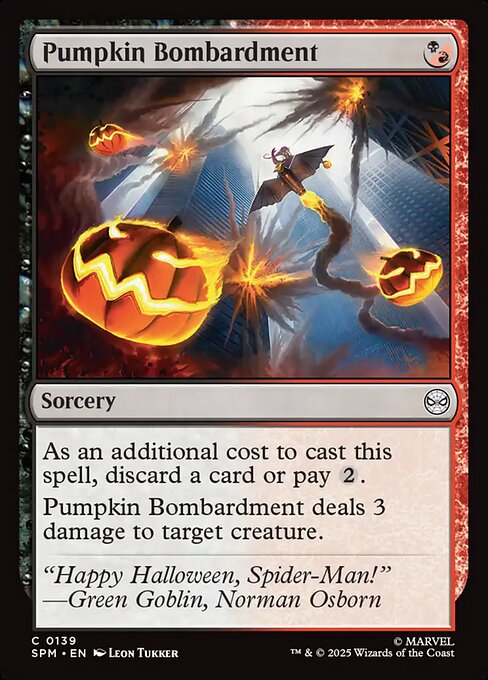 Pumpkin Bombardment
Sorcery
As an additional cost to cast this
spell, discard a card or pay 2.
Pumpkin Bombardment deals 3
damage to target creature.
“Happy Halloween, Spider-Man!”
—Green Goblin, Norman Osborn
C 0139
SPM • EN Leon Tukker
© MARVEL
™ & © 2025 Wizards of the Coast